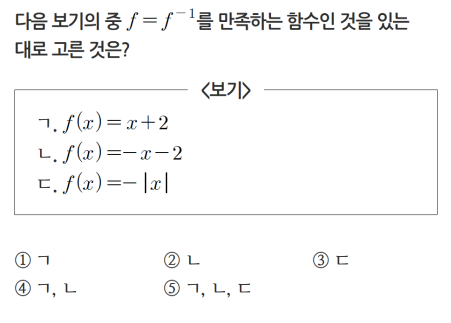 다음 보기의 중 f=f⁻¹를 만족하는 함수인 것을 있는
대로 고른 것은?
<보기>
ㄱ. f(x)=x+2
ㄴ. f(x)=-x-2
ㄷ. f(x)=-|x|
① ㄱ ② ㄴ ③ ㄷ
④ ㄱ, ㄴ ⑤ ㄱ, ㄴ, ㄷ